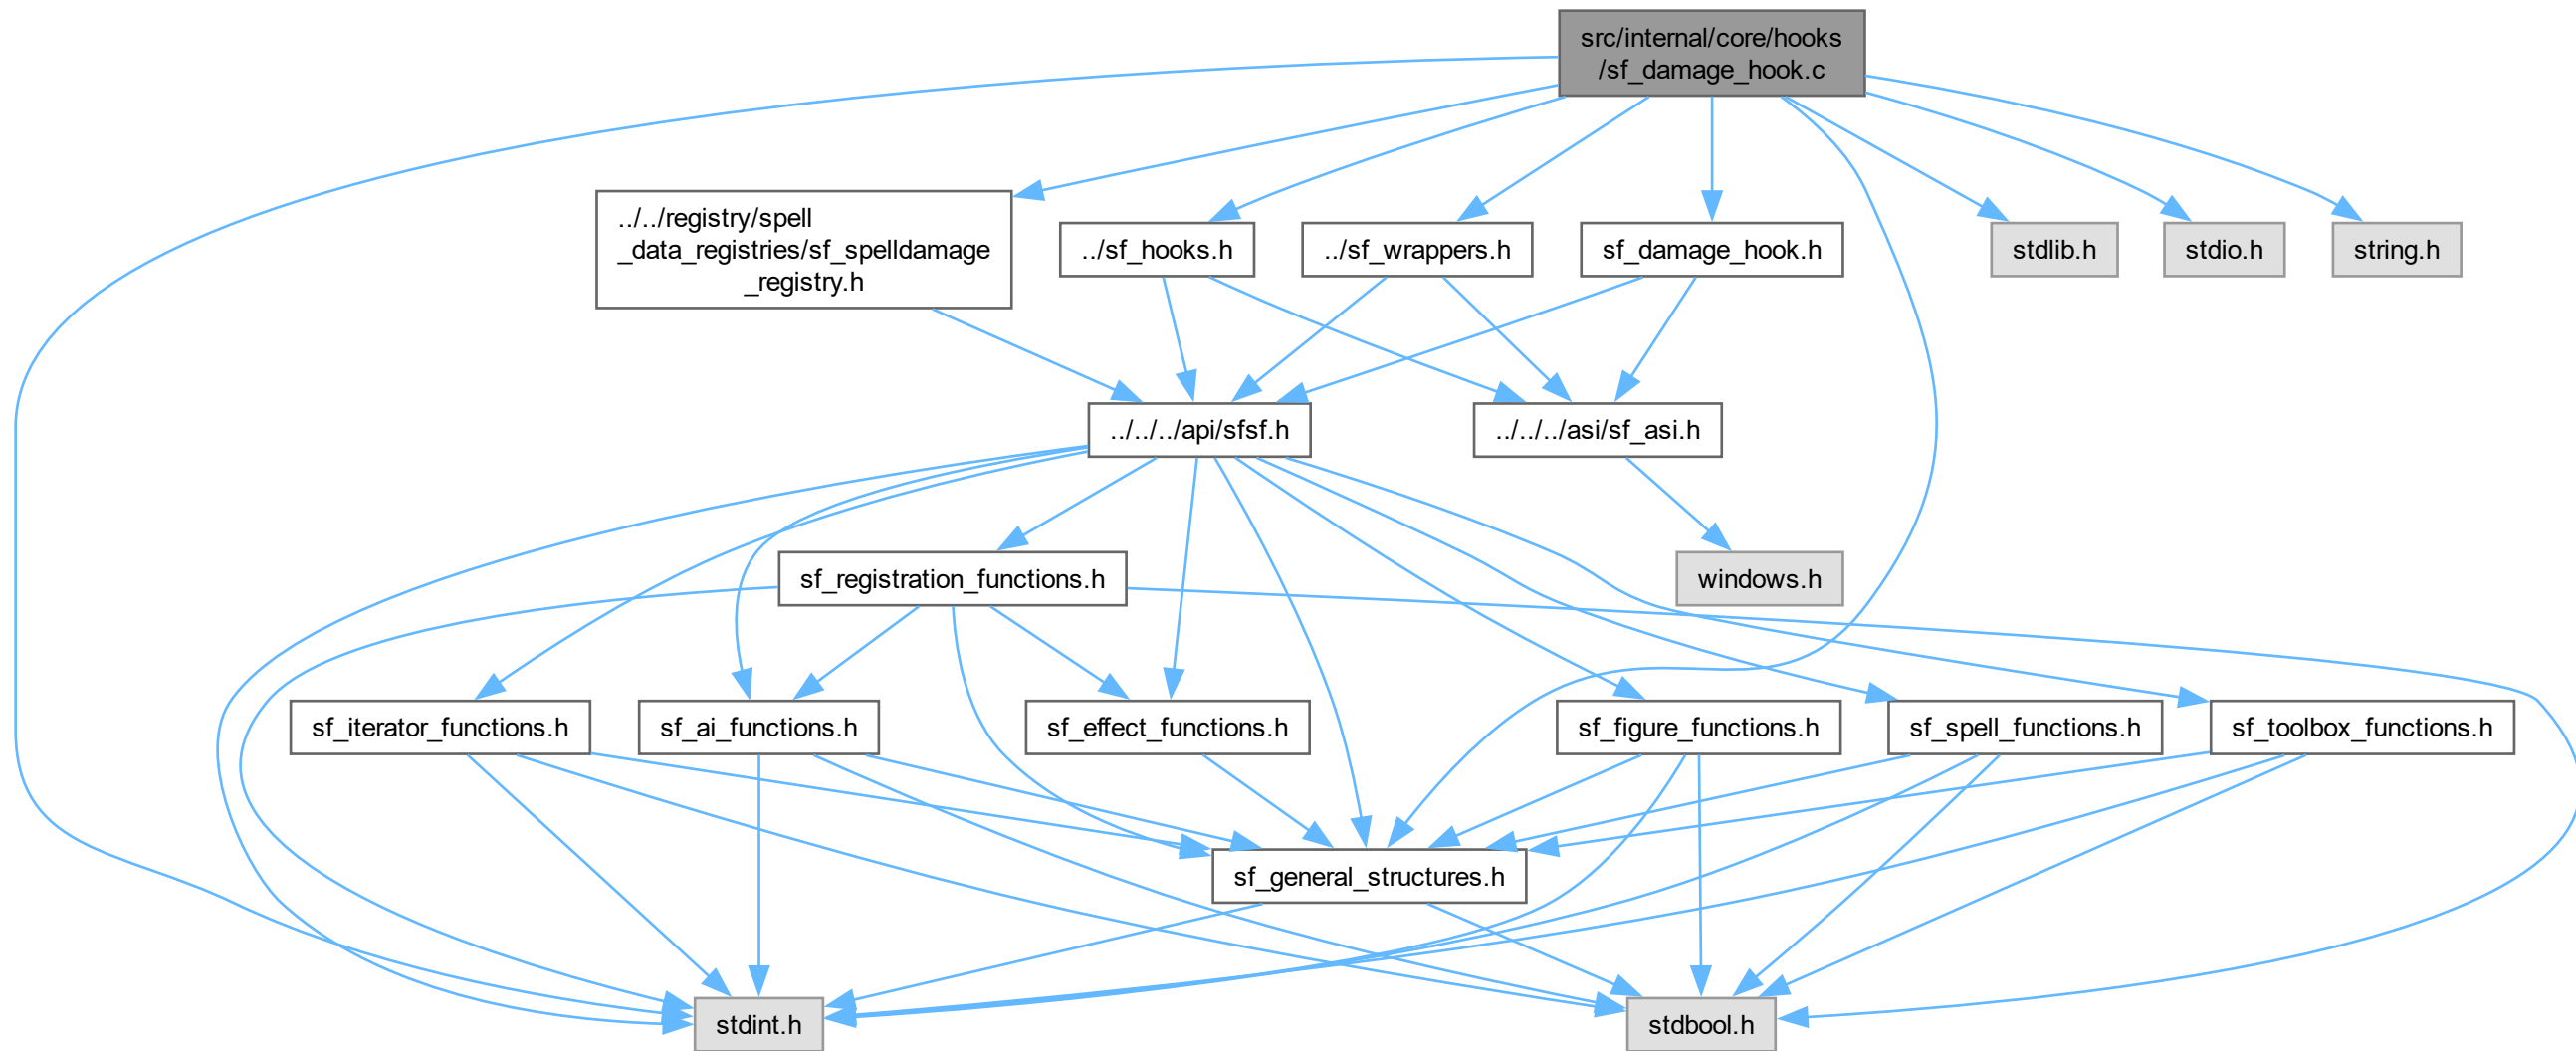 src/internal/core/hooks
/sf_damage_hook.c
../../registry/spell
_data_registries/sf_spelldamage
_registry.h
../sf_hooks.h
../sf_wrappers.h
sf_damage_hook.h
stdlib.h
stdio.h
string.h
../../../api/sfsf.h
../../../asi/sf_asi.h
sf_registration_functions.h
windows.h
sf_iterator_functions.h
sf_ai_functions.h
sf_effect_functions.h
sf_figure_functions.h
sf_spell_functions.h
sf_toolbox_functions.h
sf_general_structures.h
stdint.h
stdbool.h